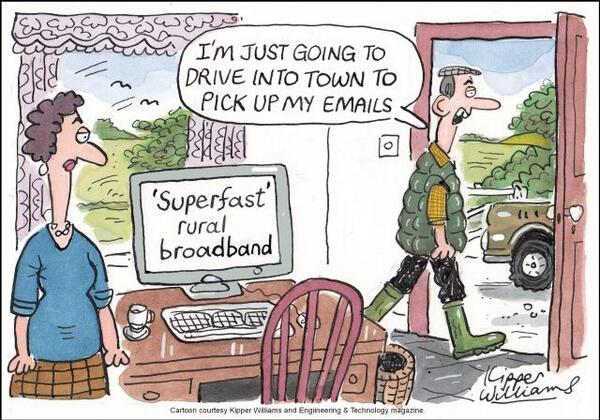 I'M JUST GOING TO
DRIVE INTO TOWN TO
PICK UP MY EMAILS
'Superfast'
rural
broadband
Kipper
Williams
Cartoon courtesy Kipper Williams and Engineering & Technology magazine.